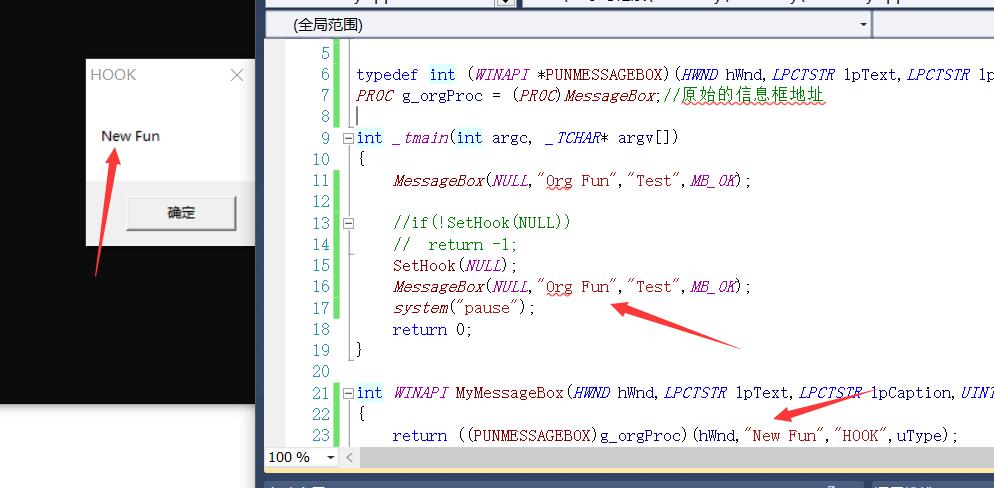 HOOK
New Fun
确定
(全局范围)
5
6 typedef int (WINAPI *PUNMESSAGEBOX)(HWND hWnd,LPCTSTR lpText,LPCTSTR lp
7 PROC g_orgProc = (PROC)MessageBox;//原始的信息框地址
8
9 int _tmain(int argc, _TCHAR* argv[])
10 {
11 MessageBox(NULL,"Org Fun","Test",MB_OK);
12
13 //if(!SetHook(NULL))
14 // return -1;
15 SetHook(NULL);
16 MessageBox(NULL,"Org Fun","Test",MB_OK);
17 system("pause");
18 return 0;
19 }
20
21 int WINAPI MyMessageBox(HWND hWnd,LPCTSTR lpText,LPCTSTR lpCaption,UINT
22 {
23 return ((PUNMESSAGEBOX)g_orgProc)(hWnd,"New Fun","HOOK",uType);
100 %